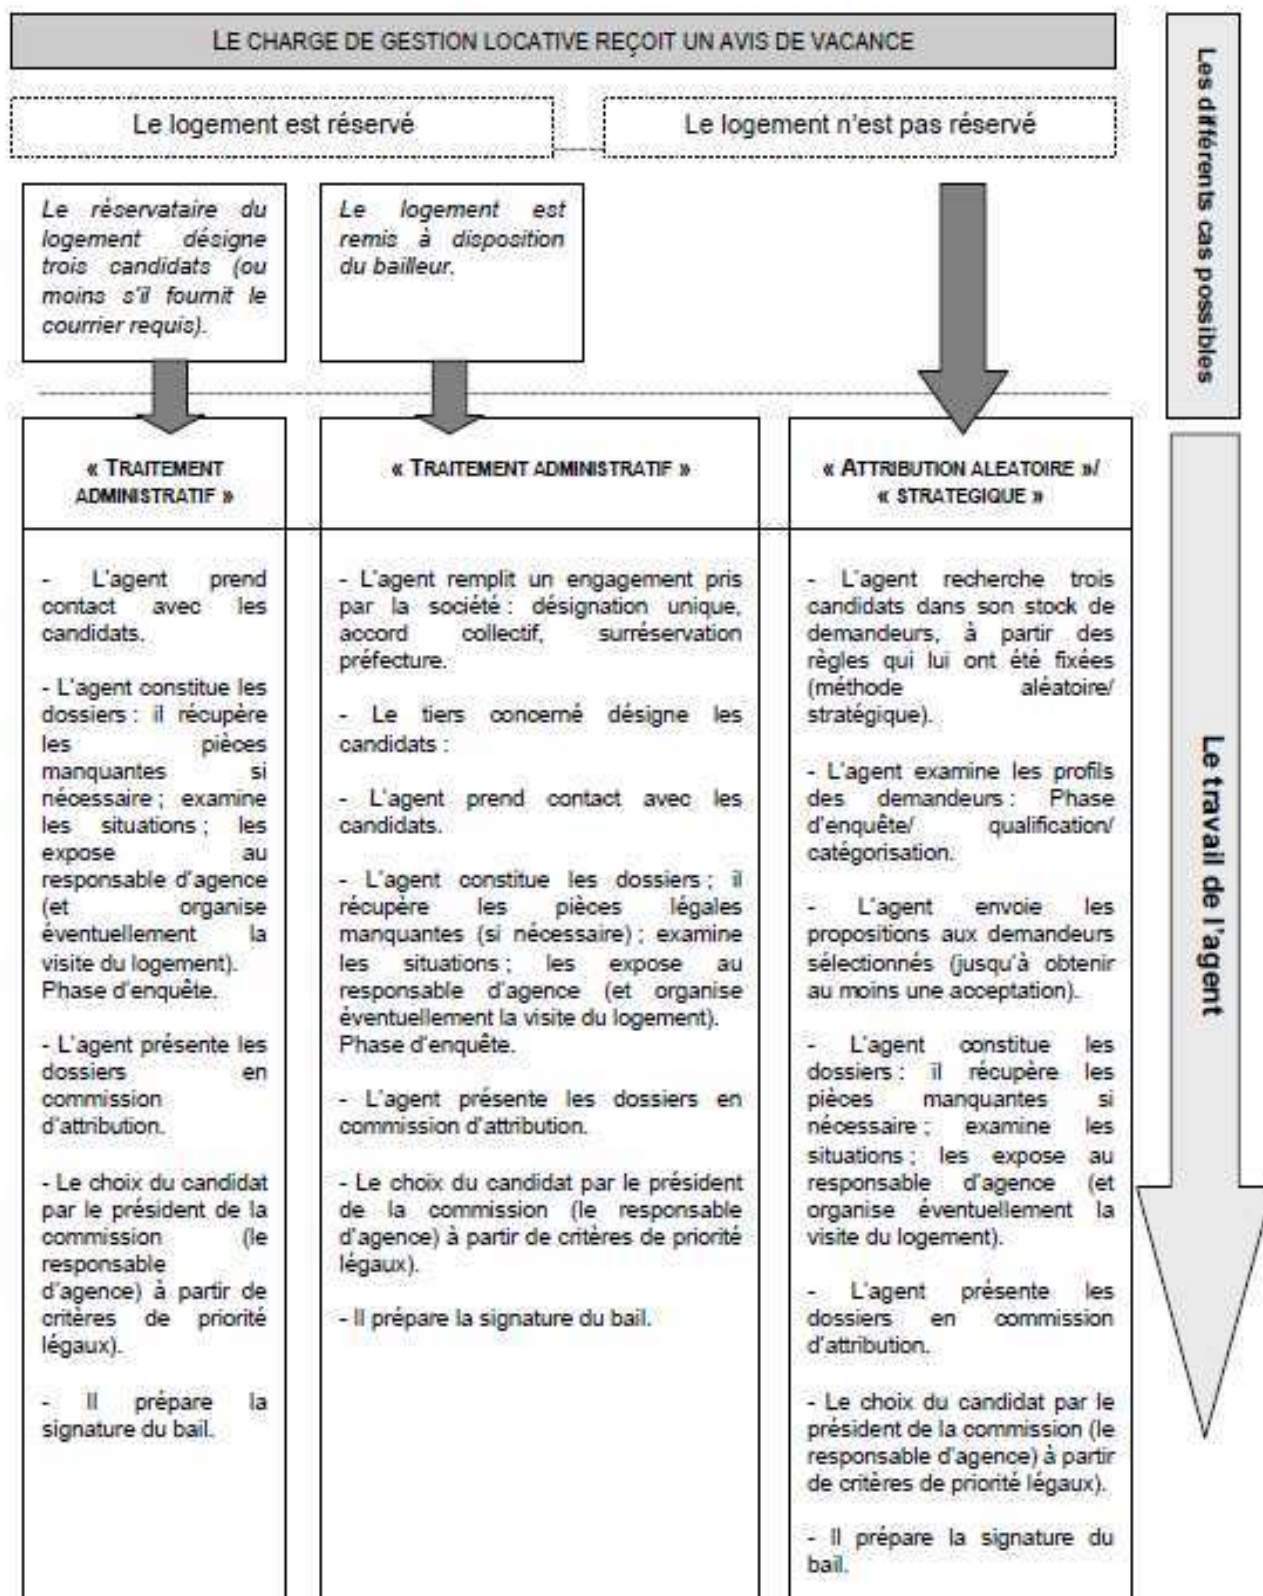 LE CHARGE DE GESTION LOCATIVE REÇOIT UN AVIS DE VACANCE
Le logement est réservé
Le logement n'est pas réservé
Le réservataire du
logement désigne
trois candidats (ou
moins s'il fournit le
courrier requis).
Le logement est
remis à disposition
du bailleur.
Les différents cas possibles
« TRAITEMENT
ADMINISTRATIF »
- L'agent prend
contact avec les
candidats.
- L'agent constitue les
dossiers : il récupère
les pièces
manquantes si
nécessaire ; examine
les situations ; les
expose au
responsable d'agence
(et organise
éventuellement la
visite du logement).
Phase d'enquête.
- L'agent présente les
dossiers en
commission
d'attribution.
- Le choix du candidat
par le président de la
commission (le
responsable
d'agence) à partir de
critères de priorité
légaux).
- Il prépare la
signature du bail.
« TRAITEMENT ADMINISTRATIF »
- L'agent remplit un engagement pris
par la société : désignation unique,
accord collectif, surréservation
préfecture.
- Le tiers concerné désigne les
candidats :
- L'agent prend contact avec les
candidats.
- L'agent constitue les dossiers ; il
récupère les pièces légales
manquantes (si nécessaire) ; examine
les situations ; les expose au
responsable d'agence (et organise
éventuellement la visite du logement).
Phase d'enquête.
- L'agent présente les dossiers en
commission d'attribution.
- Le choix du candidat par le président
de la commission (le responsable
d'agence) à partir de critères de priorité
légaux).
- Il prépare la signature du bail.
« ATTRIBUTION ALEATOIRE »/
« STRATEGIQUE »
- L'agent recherche trois
candidats dans son stock de
demandeurs, à partir des
règles qui lui ont été fixées
(méthode aléatoire/
stratégique).
- L'agent examine les profils
des demandeurs : Phase
d'enquête/ qualification/
catégorisation.
- L'agent envoie les
propositions aux demandeurs
sélectionnés (jusqu'à obtenir
au moins une acceptation).
- L'agent constitue les
dossiers : il récupère les
pièces manquantes si
nécessaire ; examine les
situations ; les expose au
responsable d'agence (et
organise éventuellement la
visite du logement).
- L'agent présente les
dossiers en commission
d'attribution.
- Le choix du candidat par le
président de la commission (le
responsable d'agence) à partir
de critères de priorité légaux).
- Il prépare la signature du
bail.
Le travail de l'agent